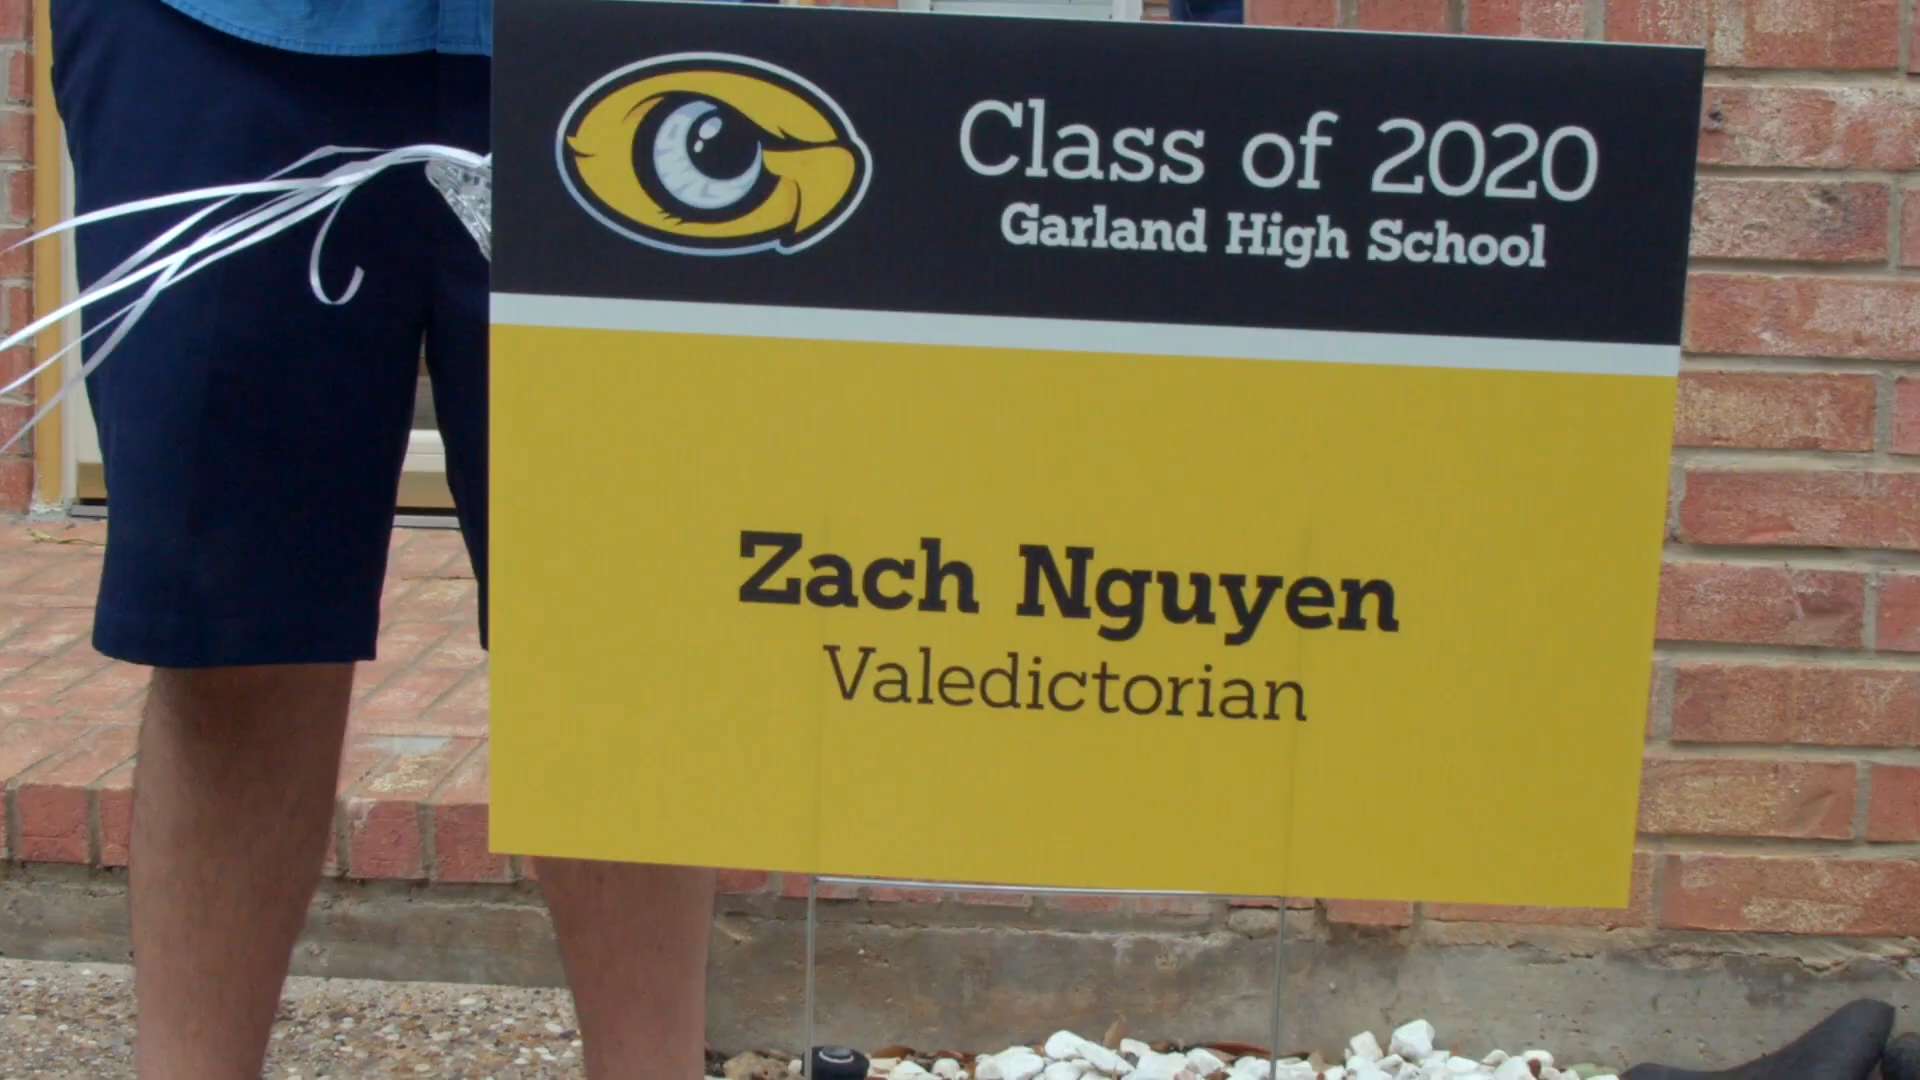 Class of 2020
Garland High School
Zach Nguyen
Valedictorian